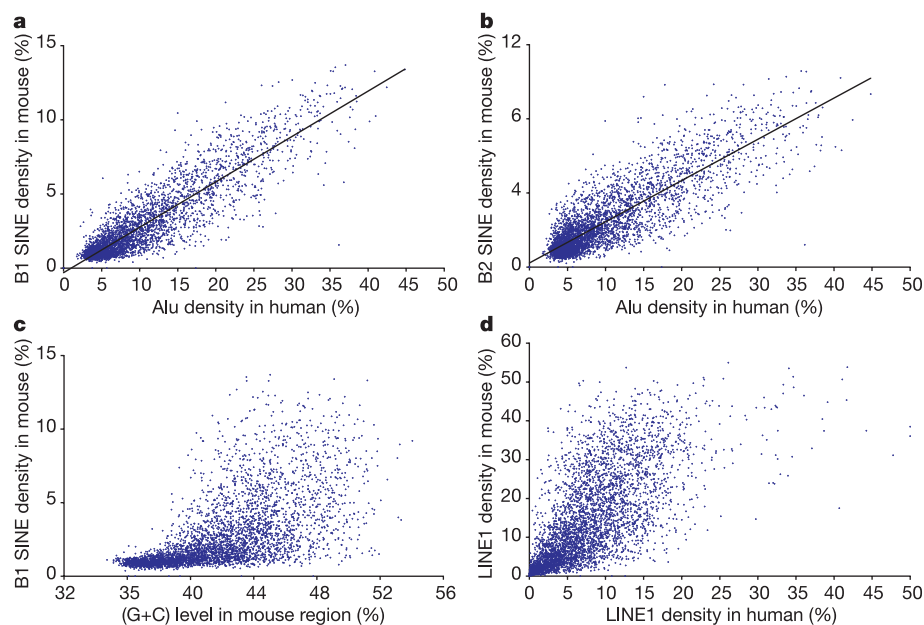 a
B1 SINE density in mouse (%)
15
10
5
0
0 5 10 15 20 25 30 35 40 45 50
Alu density in human (%)
b
B2 SINE density in mouse (%)
12
6
4
0
0 5 10 15 20 25 30 35 40 45 50
Alu density in human (%)
c
B1 SINE density in mouse (%)
15
10
5
0
32 36 40 44 48 52 56
(G+C) level in mouse region (%)
d
LINE1 density in mouse (%)
60
50
40
30
20
10
0
0 5 10 15 20 25 30 35 40 45 50
LINE1 density in human (%)